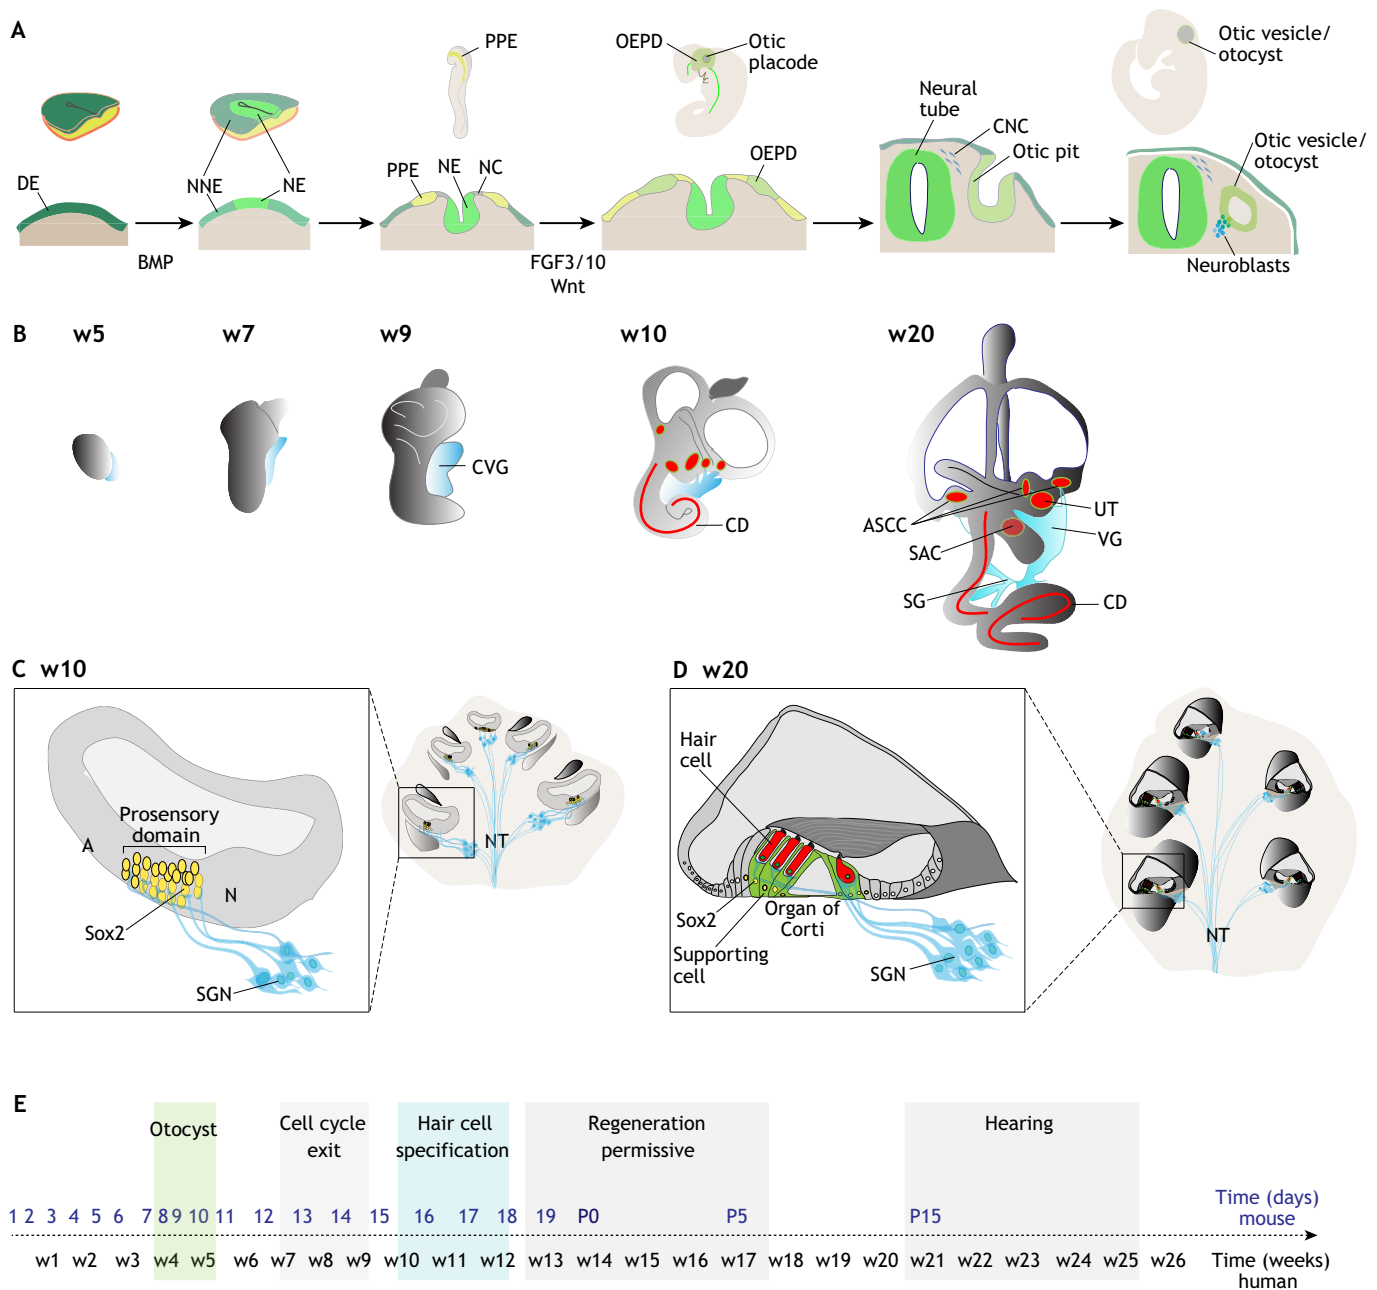 A
PPE
OEPD
Otic
placode
Otic vesicle/
otocyst
Neural
tube
CNC
Otic pit
Otic vesicle/
otocyst
DE
NNE
NE
PPE
NE
NC
OEPD
BMP
FGF3/10
Wnt
Neuroblasts
B
w5
w7
w9
w10
w20
CVG
CD
ASCC
SAC
SG
UT
VG
CD
C w10
Prosensory
domain
A
N
Sox2
SGN
NT
D w20
Hair
cell
Sox2
Organ of
Corti
Supporting
cell
SGN
NT
E
Otocyst
Cell cycle
exit
Hair cell
specification
Regeneration
permissive
Hearing
1 2 3 4 5 6 7 8 9 10 11 12 13 14 15 16 17 18 19 P0 P5 P15
Time (days)
mouse
w1 w2 w3 w4 w5 w6 w7 w8 w9 w10 w11 w12 w13 w14 w15 w16 w17 w18 w19 w20 w21 w22 w23 w24 w25 w26
Time (weeks)
human